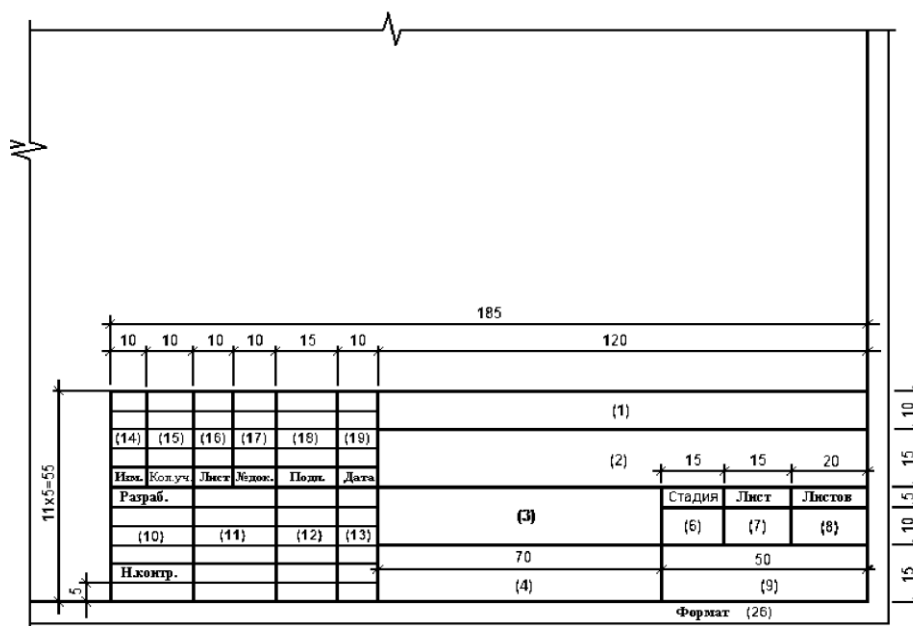 185
10 10 10 10 15 10 120
(1) 10
(14) (15) (16) (17) (18) (19)
(2) 15 15 20 15
Изм. Кол.уч. Лист №док. Подп. Дата
11x5=55
Разраб. Стадия Лист Листов 5
(3)
(6) (7) (8) 10
(10) (11) (12) (13)
70 50
Н.контр. 15
5 (4) (9)
Формат (26)